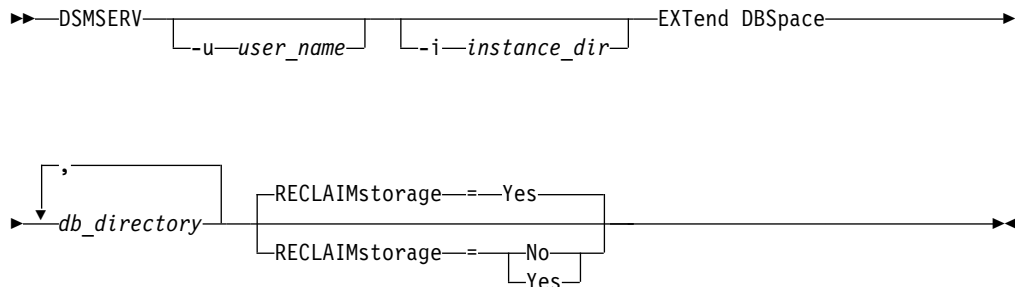 DSMSERV -u user_name -i instance_dir EXTend DBSpace
,
db_directory
RECLAIMstorage = Yes
RECLAIMstorage = No
Yes